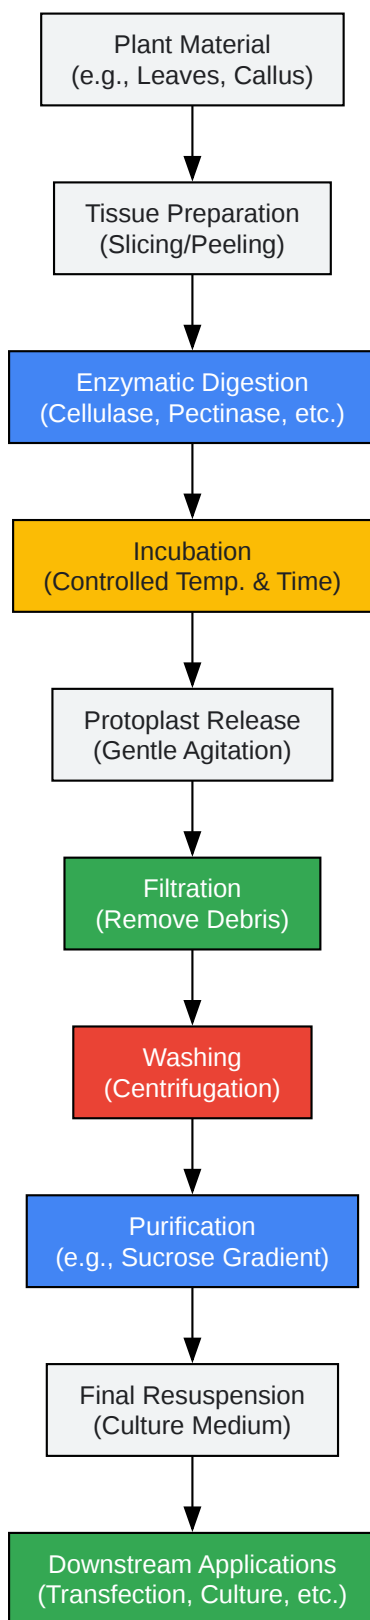 Plant Material
(e.g., Leaves, Callus)
Tissue Preparation
(Slicing/Peeling)
Enzymatic Digestion
(Cellulase, Pectinase, etc.)
Incubation
(Controlled Temp. & Time)
Protoplast Release
(Gentle Agitation)
Filtration
(Remove Debris)
Washing
(Centrifugation)
Purification
(e.g., Sucrose Gradient)
Final Resuspension
(Culture Medium)
Downstream Applications
(Transfection, Culture, etc.)